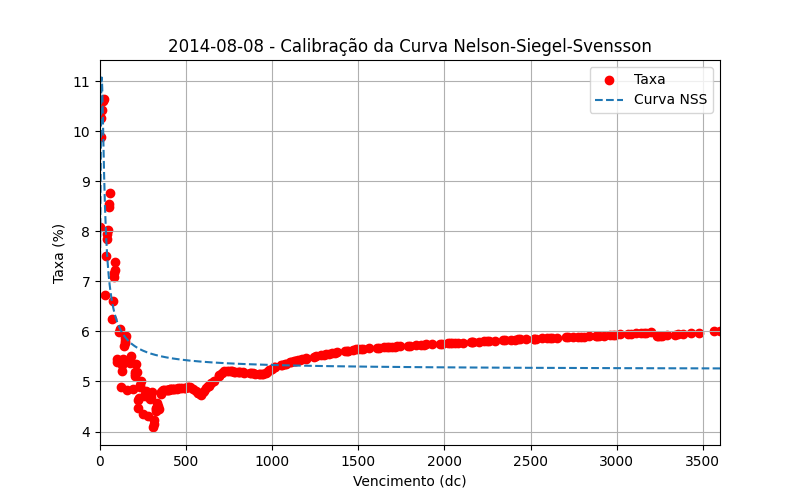 2014-08-08 - Calibração da Curva Nelson-Siegel-Svensson
Taxa
Curva NSS
Taxa (%)
11
10
9
8
7
6
5
4
0 500 1000 1500 2000 2500 3000 3500
Vencimento (dc)